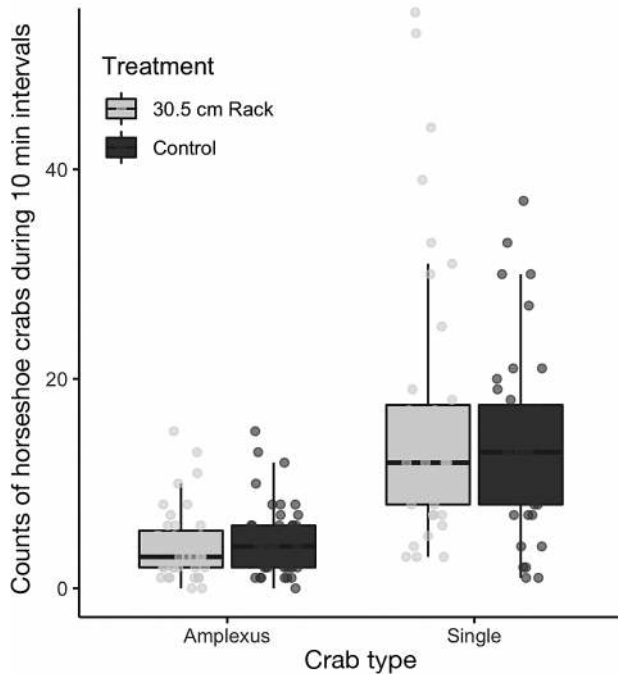 Counts of horseshoe crabs during 10 min intervals
Treatment
30.5 cm Rack
Control
40
20
0
Amplexus
Single
Crab type